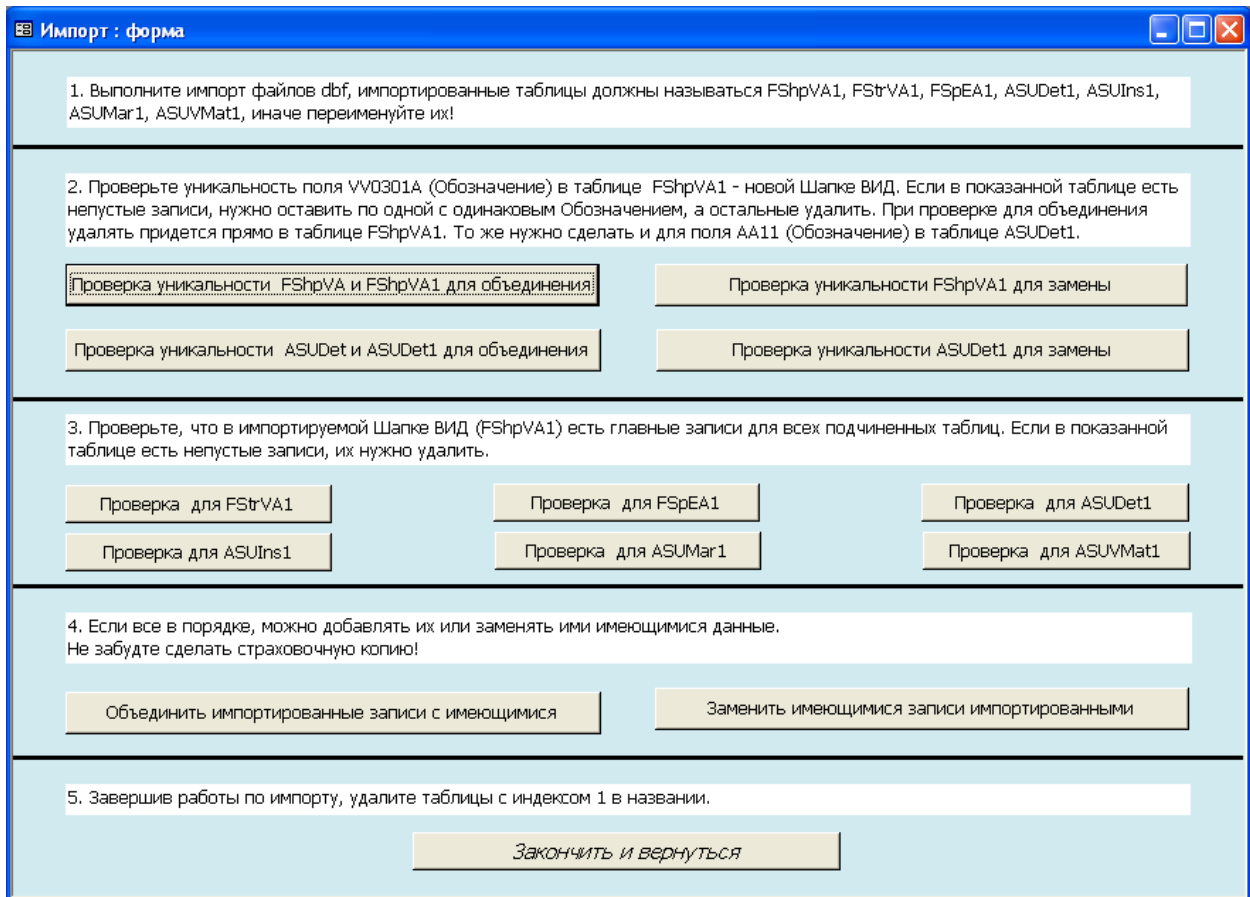 Импорт : форма
1. Выполните импорт файлов dbf, импортированные таблицы должны называться FShpVA1, FStrVA1, FSpEA1, ASUDet1, ASUIns1,
ASUMar1, ASUVMat1, иначе переименуйте их!
2. Проверьте уникальность поля VV0301A (Обозначение) в таблице FShpVA1 - новой Шапке ВИД. Если в показанной таблице есть
непустые записи, нужно оставить по одной с одинаковым Обозначением, а остальные удалить. При проверке для объединения
удалять придется прямо в таблице FShpVA1. То же нужно сделать и для поля AA11 (Обозначение) в таблице ASUDet1.
Проверка уникальности FShpVA и FShpVA1 для объединения
Проверка уникальности FShpVA1 для замены
Проверка уникальности ASUDet и ASUDet1 для объединения
Проверка уникальности ASUDet1 для замены
3. Проверьте, что в импортируемой Шапке ВИД (FShpVA1) есть главные записи для всех подчиненных таблиц. Если в показанной
таблице есть непустые записи, их нужно удалить.
Проверка для FStrVA1
Проверка для FSpEA1
Проверка для ASUDet1
Проверка для ASUIns1
Проверка для ASUMar1
Проверка для ASUVMat1
4. Если все в порядке, можно добавлять их или заменять ими имеющимися данные.
Не забудте сделать страховочную копию!
Объединить импортированные записи с имеющимися
Заменить имеющимися записи импортированными
5. Завершив работы по импорту, удалите таблицы с индексом 1 в названии.
Закончить и вернуться